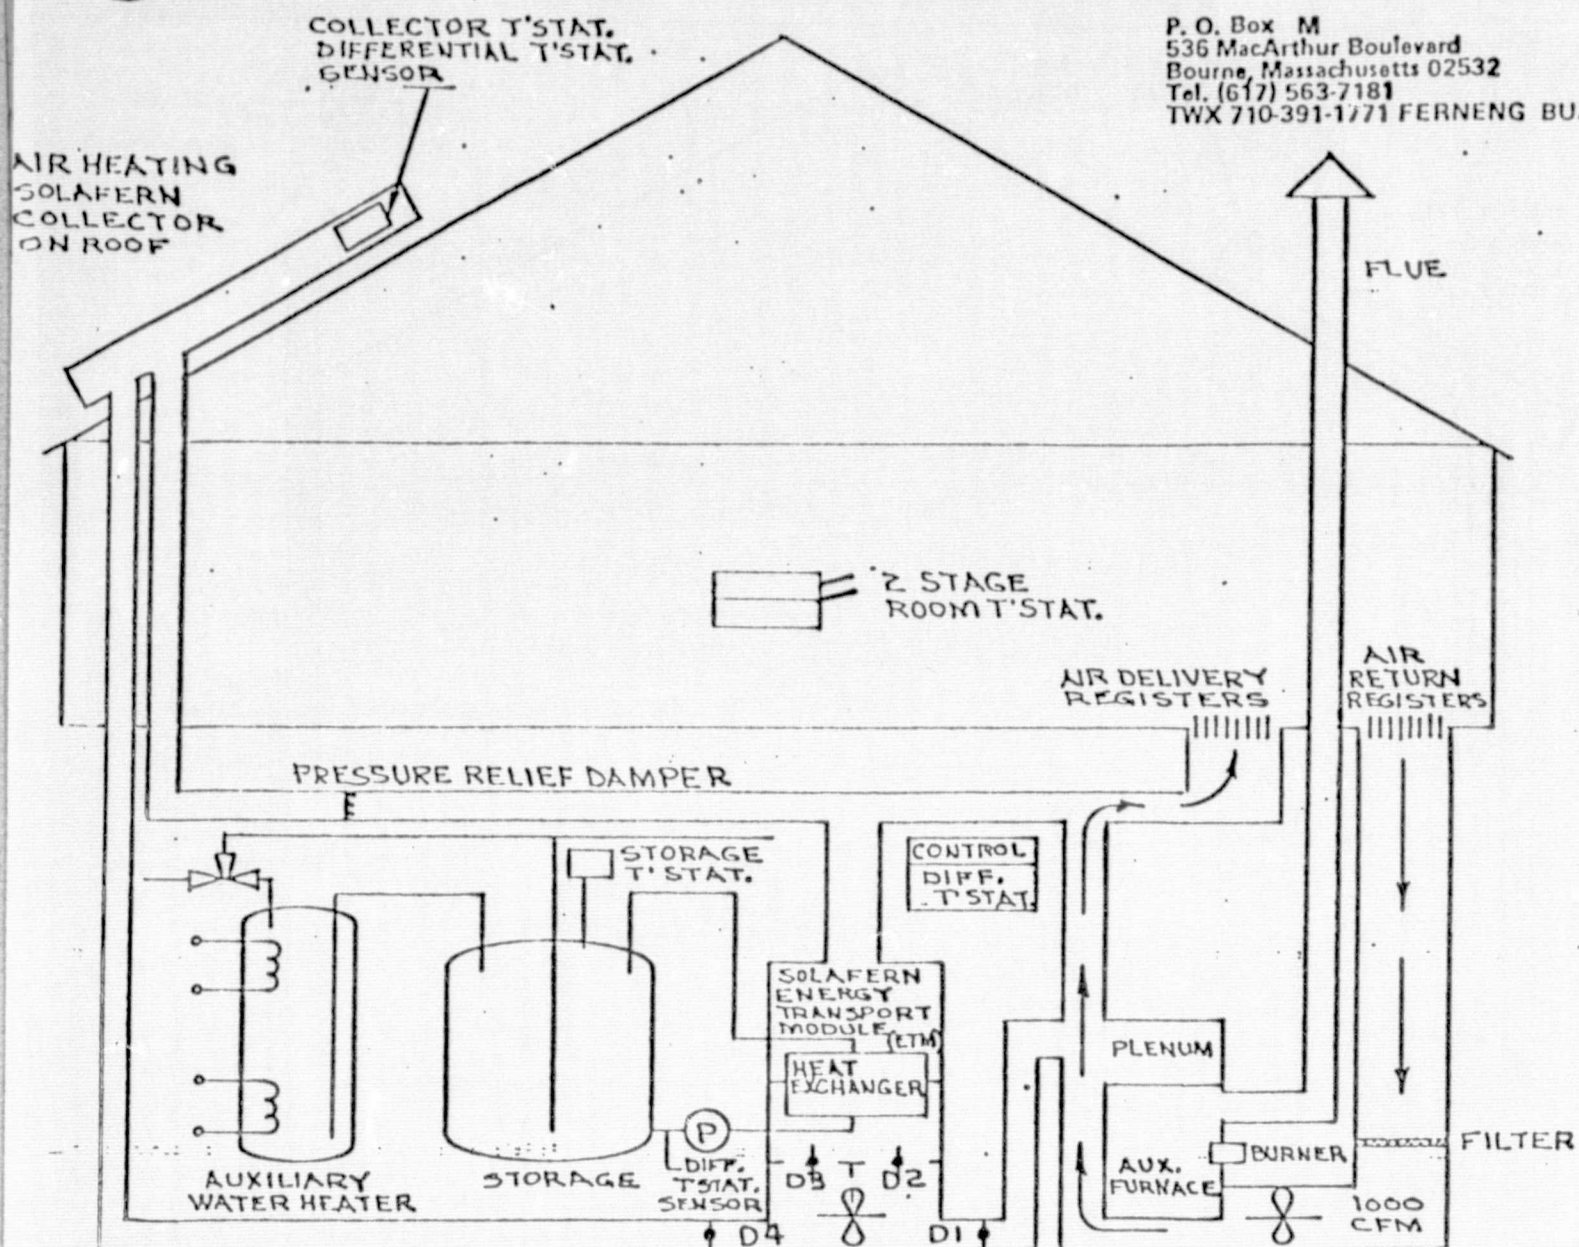 COLLECTOR T'STAT.
DIFFERENTIAL T'STAT.
SENSOR
P. O. Box M
536 MacArthur Boulevard
Bourne, Massachusetts 02532
Tel. (617) 563-7181
TWX 710-391-1771 FERNENG BU
AIR HEATING
SOLAFERN
COLLECTOR
ON ROOF
FLUE
2 STAGE
ROOM T'STAT.
AIR DELIVERY
REGISTERS
AIR
RETURN
REGISTERS
PRESSURE RELIEF DAMPER
STORAGE
T'STAT.
CONTROL
DIFF.
T'STAT.
SOLAFERN
ENERGY
TRANSPORT
MODULE (ETM)
HEAT
EXCHANGER
PLENUM
P
BURNER
FILTER
AUXILIARY
WATER HEATER
STORAGE
DIFF.
T'STAT.
SENSOR
D3
D2
AUX.
FURNACE
1000
CFM
D4
D1